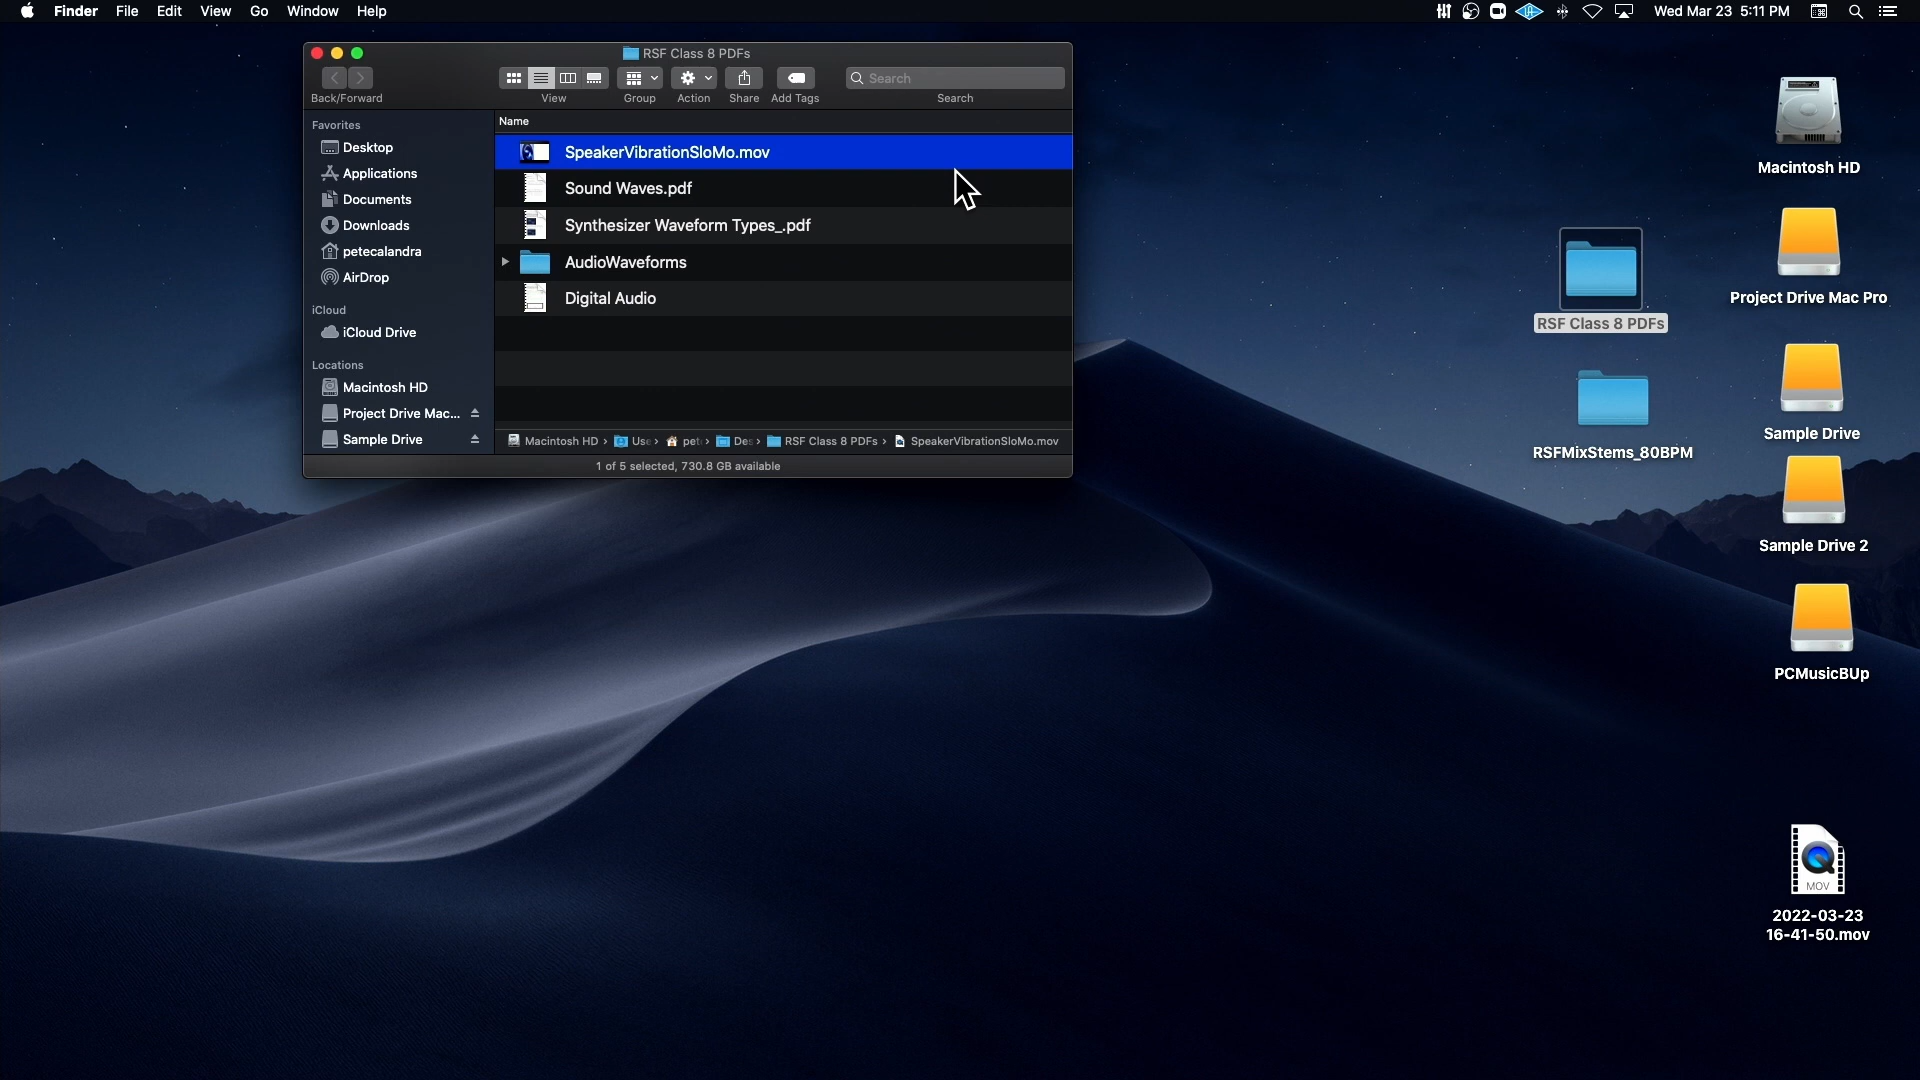 Finder File Edit View Go Window Help
Wed Mar 23 5:11 PM
RSF Class 8 PDFs
Search
Back/Forward View Group Action Share Add Tags Search
Favorites
Desktop
Applications
Documents
Downloads
petecalandra
AirDrop
iCloud
iCloud Drive
Locations
Macintosh HD
Project Drive Mac...
Sample Drive
Name
SpeakerVibrationSloMo.mov
Sound Waves.pdf
Synthesizer Waveform Types_.pdf
AudioWaveforms
Digital Audio
Macintosh HD › Use › pet › Des › RSF Class 8 PDFs › SpeakerVibrationSloMo.mov
1 of 5 selected, 730.8 GB available
Macintosh HD
Project Drive Mac Pro
RSF Class 8 PDFs
Sample Drive
RSFMixStems_80BPM
Sample Drive 2
PCMusicBUp
MOV
2022-03-23
16-41-50.mov